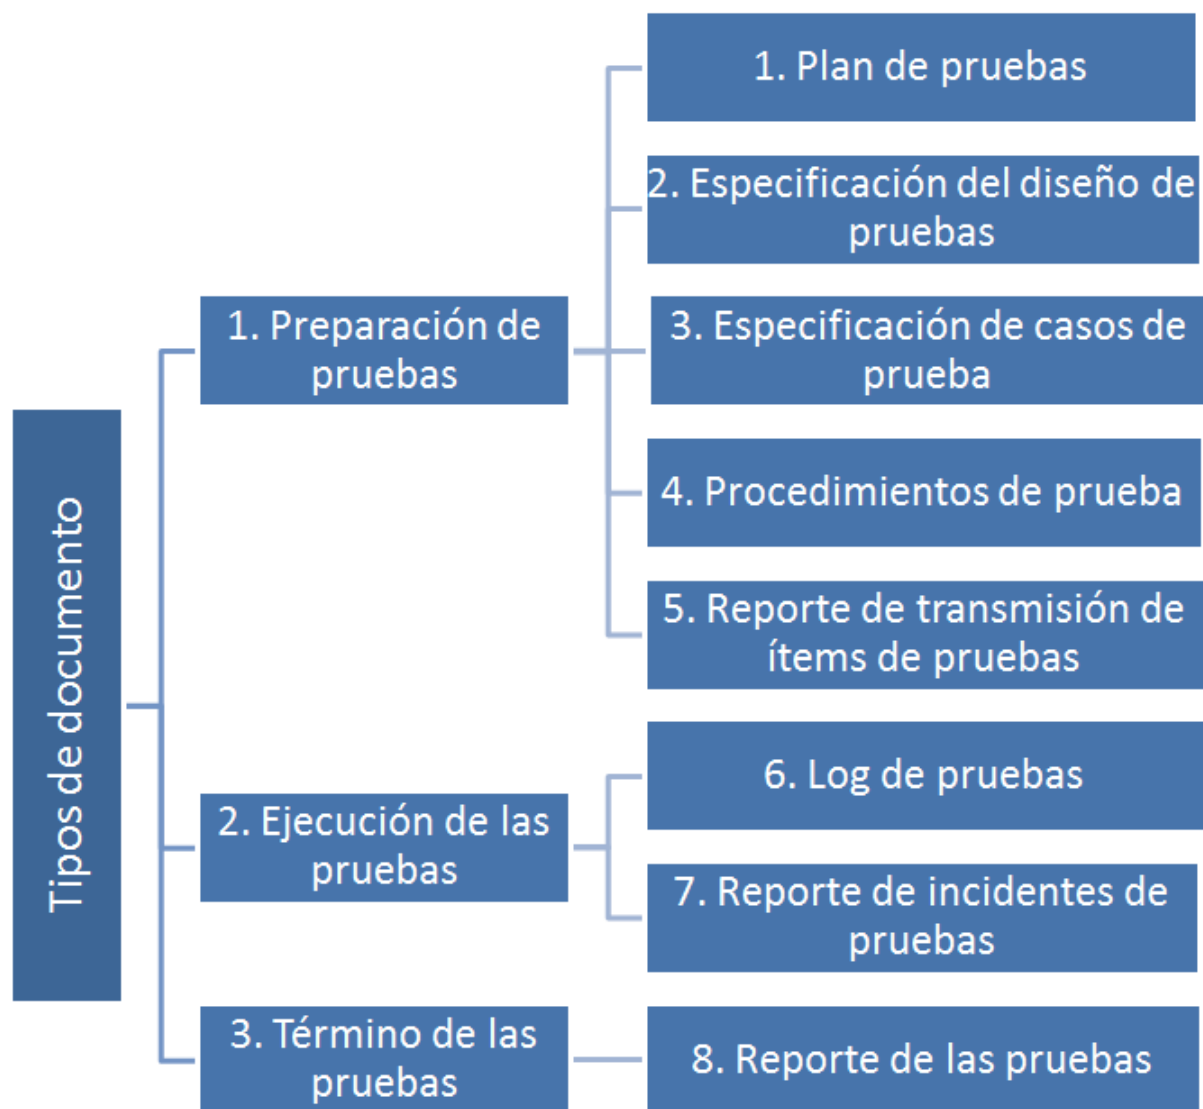 Tipos de documento
1. Preparación de
pruebas
1. Plan de pruebas
2. Especificación del diseño de
pruebas
3. Especificación de casos de
prueba
4. Procedimientos de prueba
5. Reporte de transmisión de
ítems de pruebas
2. Ejecución de las
pruebas
6. Log de pruebas
7. Reporte de incidentes de
pruebas
3. Término de las
pruebas
8. Reporte de las pruebas